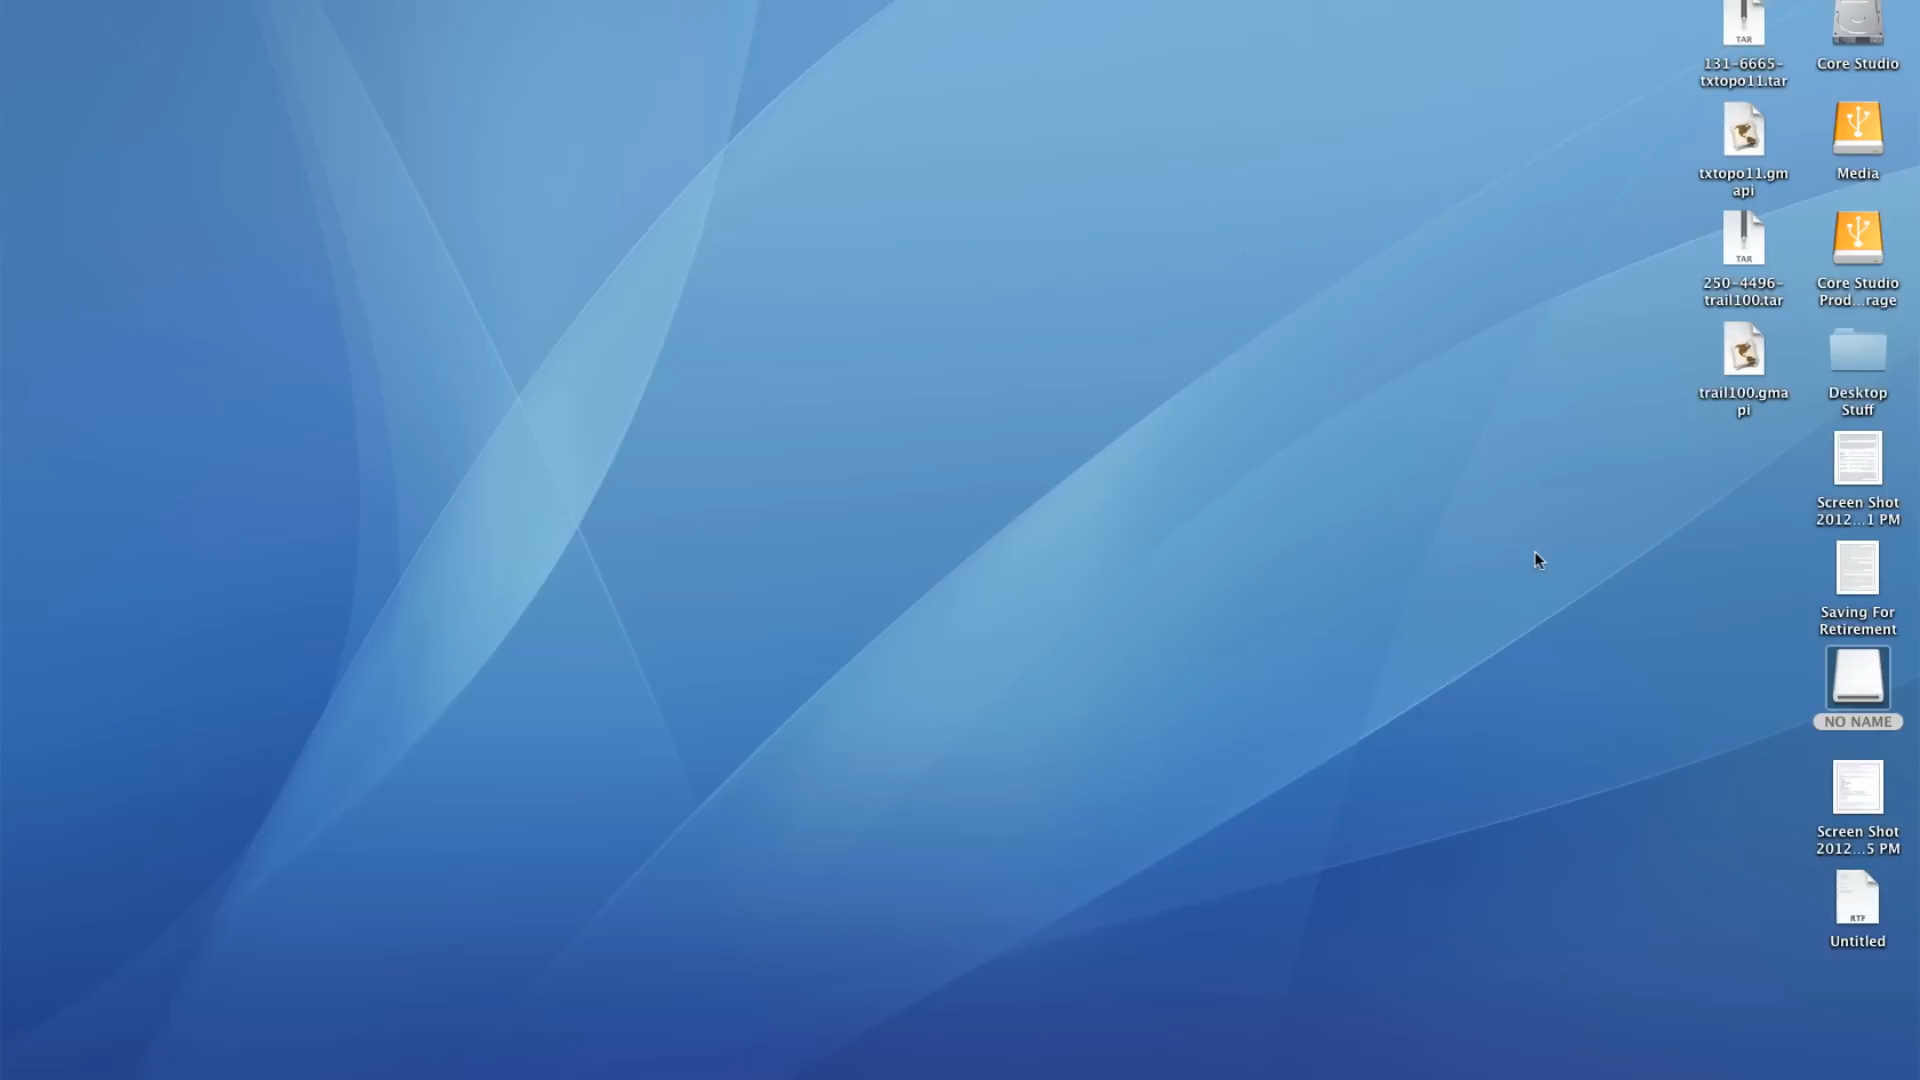 TAR
131-6665-
txtopo11.tar
txtopo11.gm
api
TAR
250-4496-
trail100.tar
trail100.gma
pi
Core Studio
Media
Core Studio
Prod...rage
Desktop
Stuff
Screen Shot
2012...1 PM
Saving For
Retirement
NO NAME
Screen Shot
2012...5 PM
RTF
Untitled